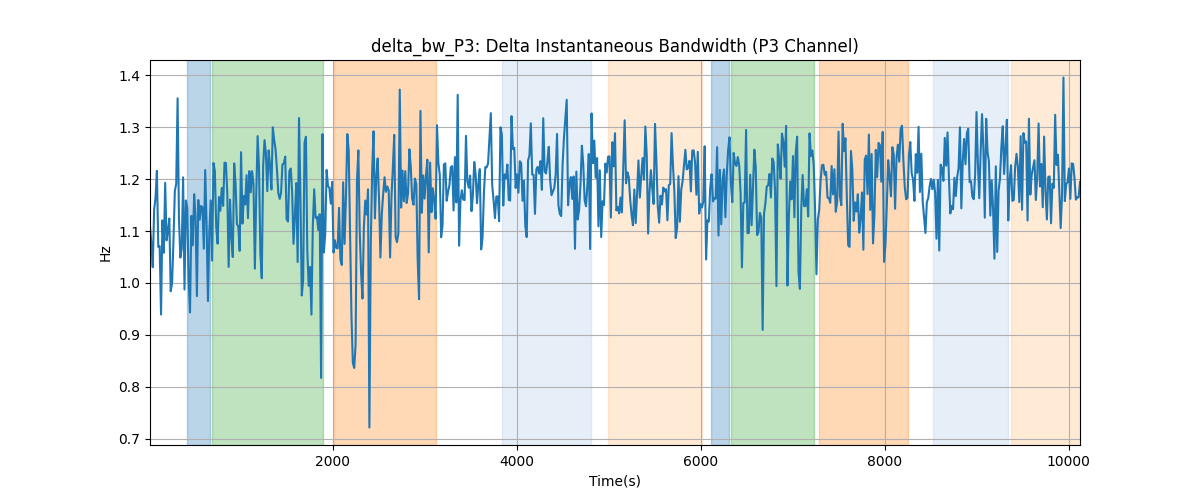 delta_bw_P3: Delta Instantaneous Bandwidth (P3 Channel)
1.4
1.3
1.2
1.1
1.0
0.9
0.8
0.7
Hz
2000 4000 6000 8000 10000
Time(s)